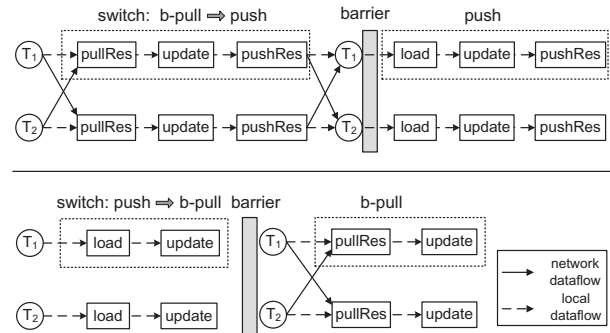 switch: b-pull ⇒ push
barrier
push
T1
pullRes
update
pushRes
T1
load
update
pushRes
T2
pullRes
update
pushRes
T2
load
update
pushRes
switch: push ⇒ b-pull
barrier
b-pull
T1
load
update
T1
pullRes
update
T2
load
update
T2
pullRes
update
network
dataflow
local
dataflow